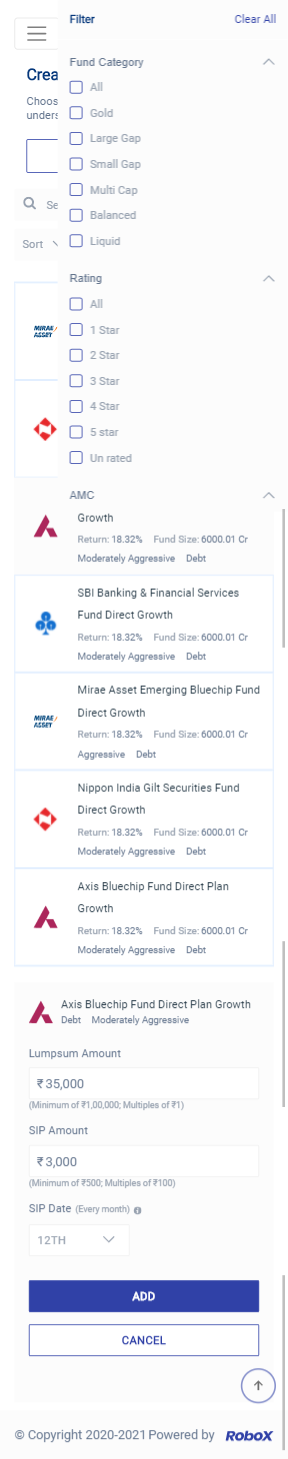 Filter Clear All
Crea
Fund Category
All
Choos
unders
Gold
Large Gap
Small Gap
Multi Cap
Se
Balanced
Sort
Liquid
Rating
All
MIRAE ASSET
1 Star
2 Star
3 Star
4 Star
5 star
Un rated
AMC
Growth
Return: 18.32% Fund Size: 6000.01 Cr
Moderately Aggressive Debt
SBI Banking & Financial Services
Fund Direct Growth
Return: 18.32% Fund Size: 6000.01 Cr
Moderately Aggressive Debt
Mirae Asset Emerging Bluechip Fund
MIRAE ASSET
Direct Growth
Return: 18.32% Fund Size: 6000.01 Cr
Aggressive Debt
Nippon India Gilt Securities Fund
Direct Growth
Return: 18.32% Fund Size: 6000.01 Cr
Moderately Aggressive Debt
Axis Bluechip Fund Direct Plan
Growth
Return: 18.32% Fund Size: 6000.01 Cr
Moderately Aggressive Debt
Axis Bluechip Fund Direct Plan Growth
Debt Moderately Aggressive
Lumpsum Amount
₹ 35,000
(Minimum of ₹1,00,000; Multiples of ₹1)
SIP Amount
₹ 3,000
(Minimum of ₹500; Multiples of ₹100)
SIP Date (Every month)
12TH
ADD
CANCEL
© Copyright 2020-2021 Powered by RoboX